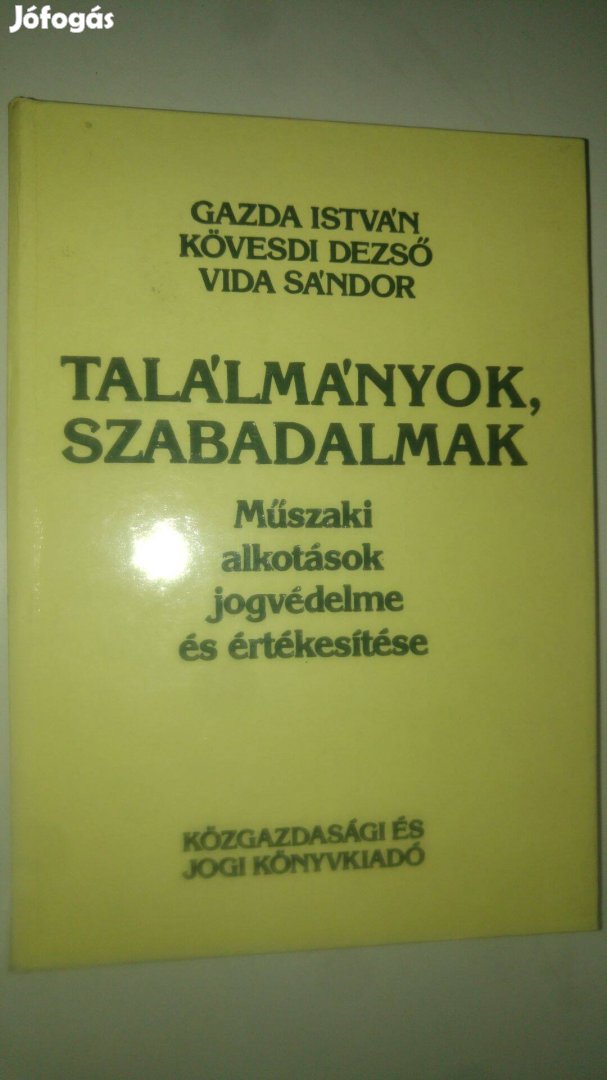 Jófogás
GAZDA ISTVÁN
KÖVESDI DEZSŐ
VIDA SÁNDOR
TALÁLMÁNYOK,
SZABADALMAK
Műszaki
alkotások
jogvédelme
és értékesítése
KÖZGAZDASÁGI ÉS
JOGI KÖNYVKIADÓ